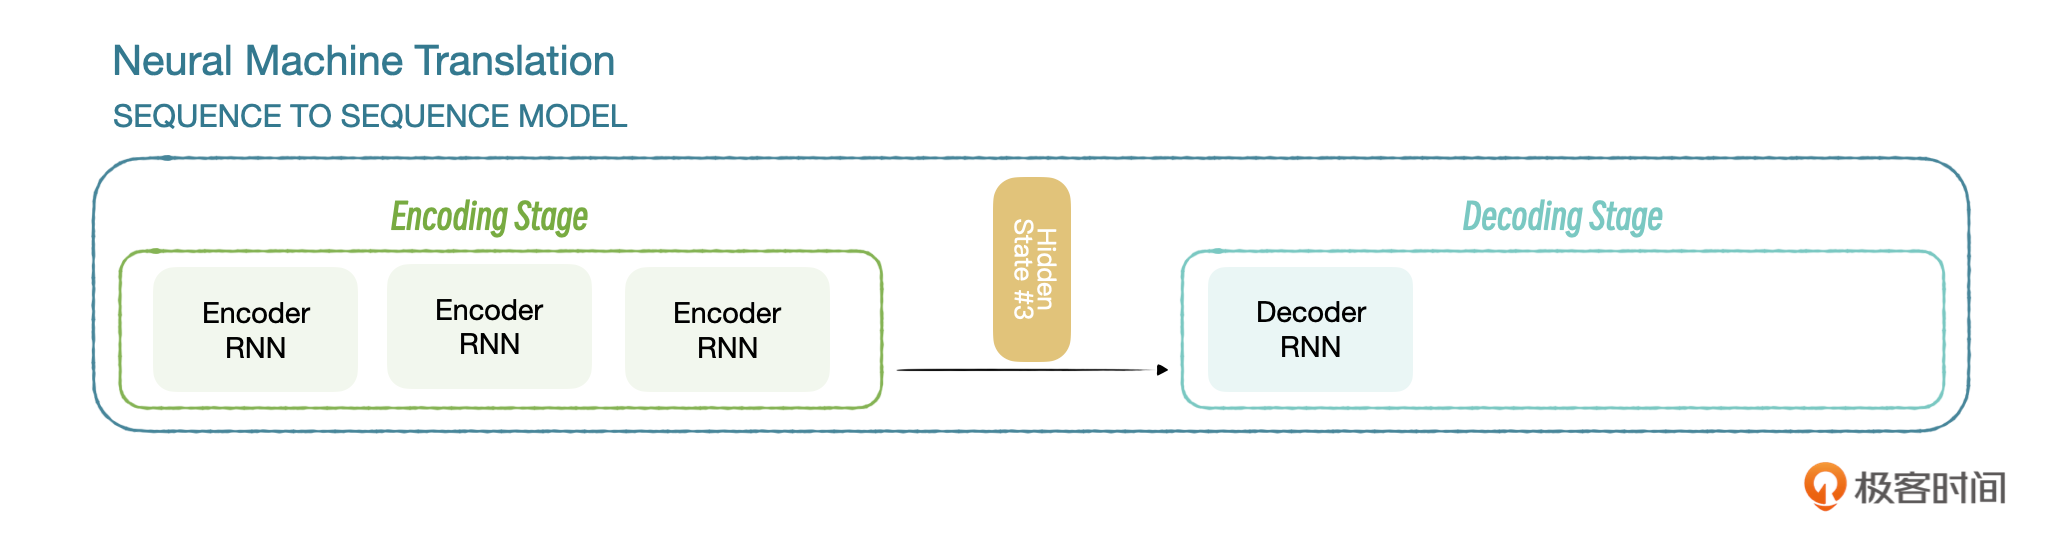 Neural Machine Translation
SEQUENCE TO SEQUENCE MODEL
Encoding Stage
Encoder
RNN
Encoder
RNN
Encoder
RNN
Hidden
State #3
Decoding Stage
Decoder
RNN
极客时间